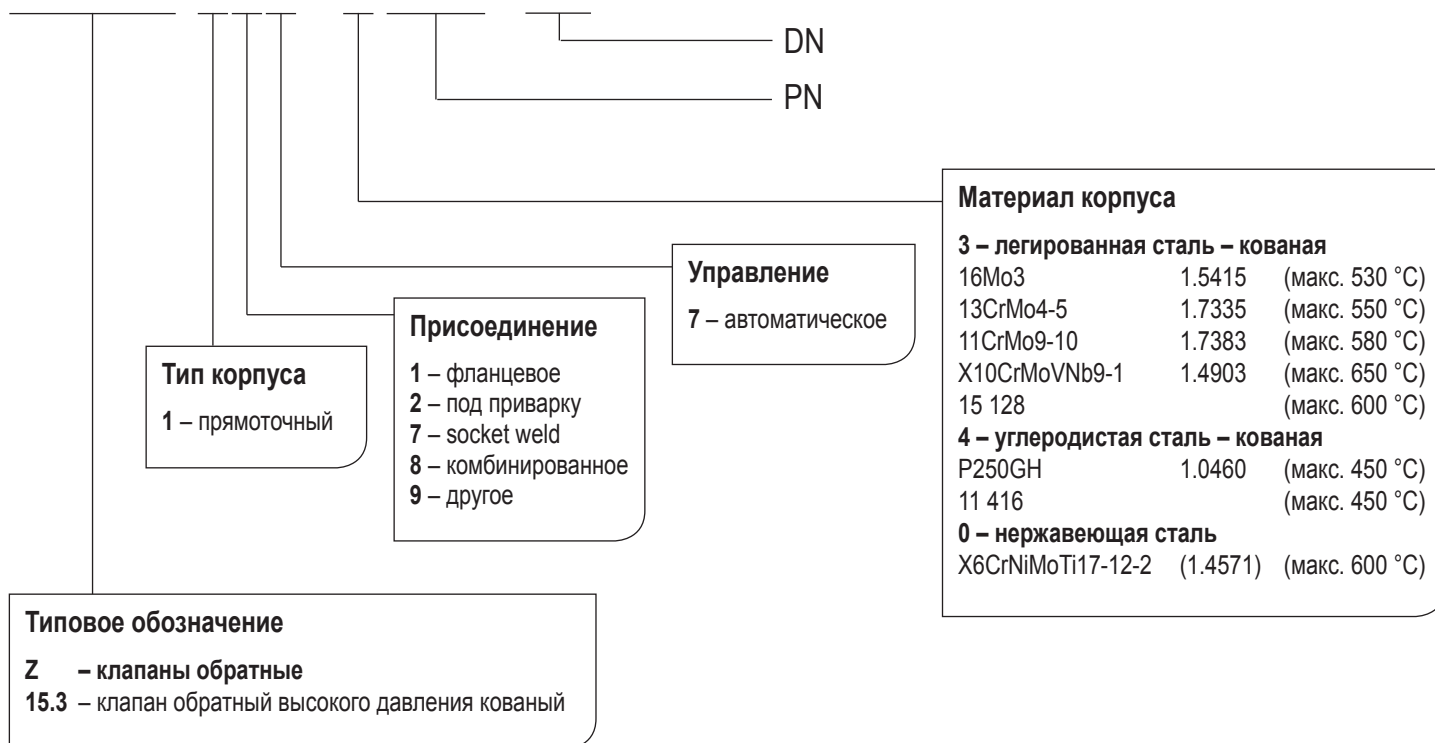 DN
PN
Материал корпуса
3 – легированная сталь – кованая
16Mo3 1.5415 (макс. 530 °C)
13CrMo4-5 1.7335 (макс. 550 °C)
11CrMo9-10 1.7383 (макс. 580 °C)
X10CrMoVNb9-1 1.4903 (макс. 650 °C)
15 128 (макс. 600 °C)
4 – углеродистая сталь – кованая
P250GH 1.0460 (макс. 450 °C)
11 416 (макс. 450 °C)
0 – нержавеющая сталь
X6CrNiMoTi17-12-2 (1.4571) (макс. 600 °C)
Управление
7 – автоматическое
Присоединение
1 – фланцевое
2 – под приварку
7 – socket weld
8 – комбинированное
9 – другое
Тип корпуса
1 – прямоточный
Типовое обозначение
Z – клапаны обратные
15.3 – клапан обратный высокого давления кованый